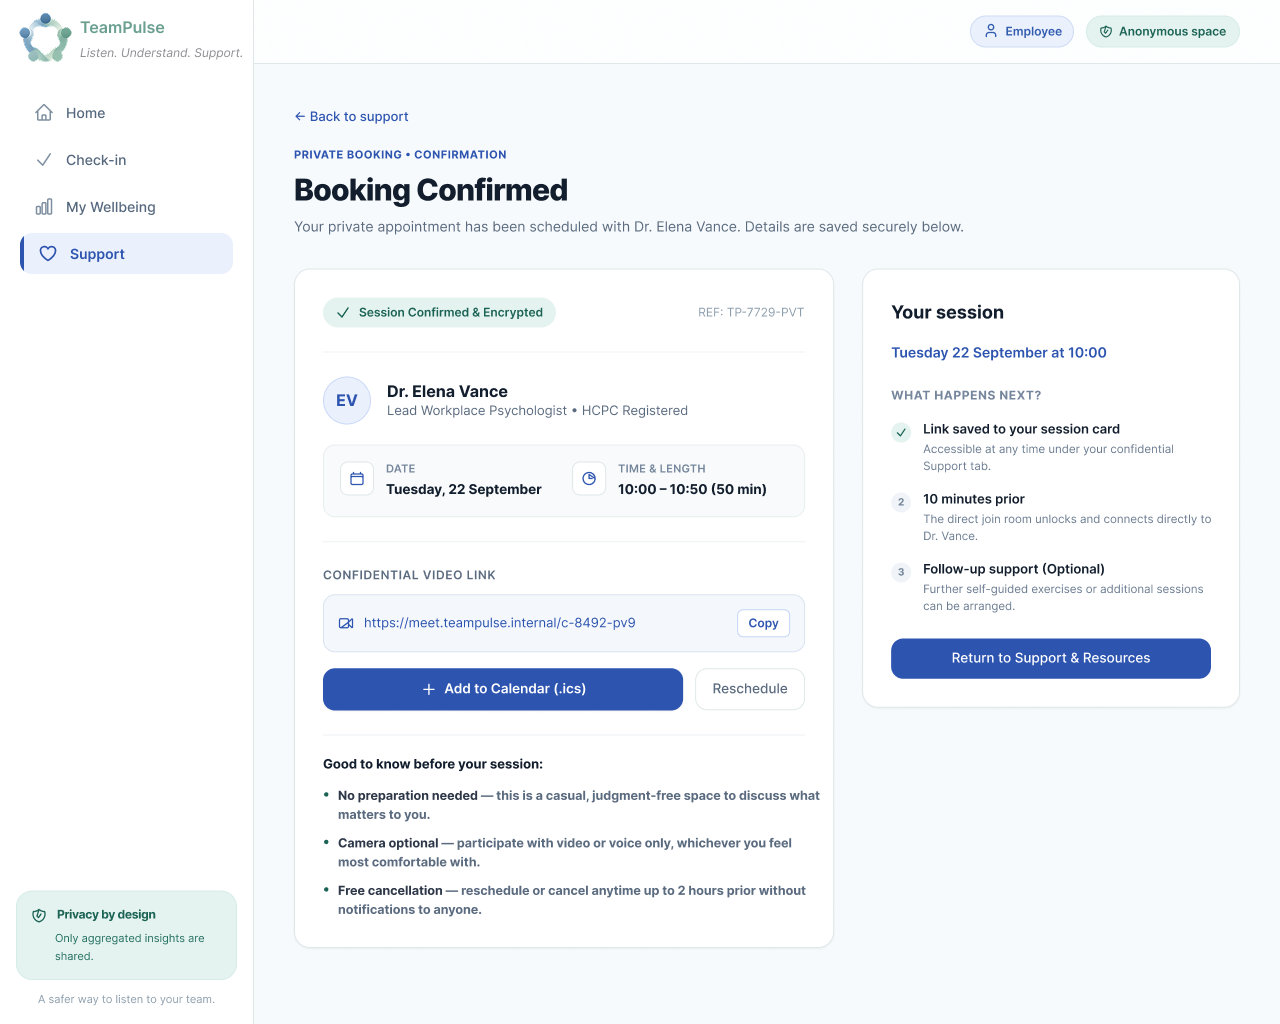 TeamPulse
Listen. Understand. Support.
Employee
Anonymous space
Home
Check-in
My Wellbeing
Support
← Back to support
PRIVATE BOOKING • CONFIRMATION
Booking Confirmed
Your private appointment has been scheduled with Dr. Elena Vance. Details are saved securely below.
Session Confirmed & Encrypted
REF: TP-7729-PVT
EV
Dr. Elena Vance
Lead Workplace Psychologist • HCPC Registered
DATE
Tuesday, 22 September
TIME & LENGTH
10:00 – 10:50 (50 min)
CONFIDENTIAL VIDEO LINK
https://meet.teampulse.internal/c-8492-pv9
Copy
Add to Calendar (.ics)
Reschedule
Good to know before your session:
• No preparation needed — this is a casual, judgment-free space to discuss what
matters to you.
• Camera optional — participate with video or voice only, whichever you feel
most comfortable with.
• Free cancellation — reschedule or cancel anytime up to 2 hours prior without
notifications to anyone.
Your session
Tuesday 22 September at 10:00
WHAT HAPPENS NEXT?
Link saved to your session card
Accessible at any time under your confidential
Support tab.
2
10 minutes prior
The direct join room unlocks and connects directly to
Dr. Vance.
3
Follow-up support (Optional)
Further self-guided exercises or additional sessions
can be arranged.
Return to Support & Resources
Privacy by design
Only aggregated insights are
shared.
A safer way to listen to your team.